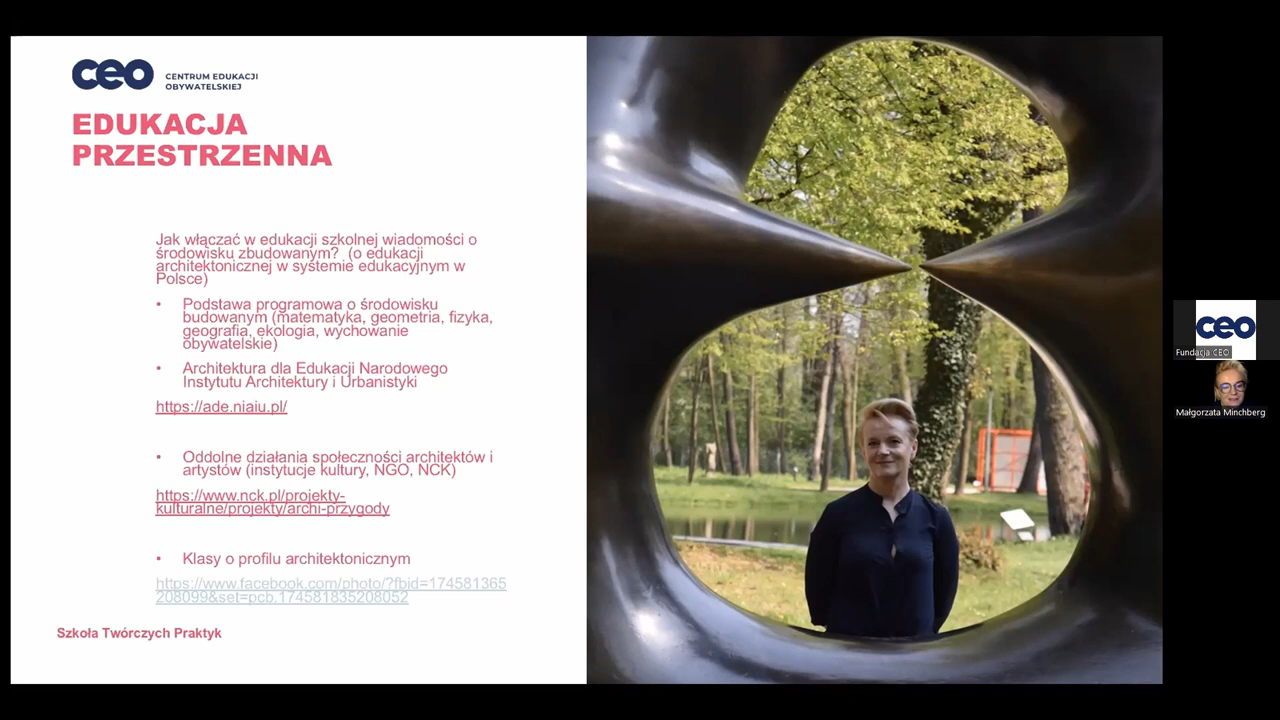 ceo CENTRUM EDUKACJI
OBYWATELSKIEJ
EDUKACJA
PRZESTRZENNA
Jak włączać w edukacji szkolnej wiadomości o
środowisku zbudowanym? (o edukacji
architektonicznej w systemie edukacyjnym w
Polsce)
• Podstawa programowa o środowisku
budowanym (matematyka, geometria, fizyka,
geografia, ekologia, wychowanie
obywatelskie)
• Architektura dla Edukacji Narodowego
Instytutu Architektury i Urbanistyki
https://ade.niaiu.pl/
• Oddolne działania społeczności architektów i
artystów (instytucje kultury, NGO, NCK)
https://www.nck.pl/projekty-
kulturalne/projekty/archi-przygody
• Klasy o profilu architektonicznym
https://www.facebook.com/photo/?fbid=174581365
208099&set=pcb.174581835208052
Szkoła Twórczych Praktyk
ceo
Fundacja CEO
Małgorzata Minchberg